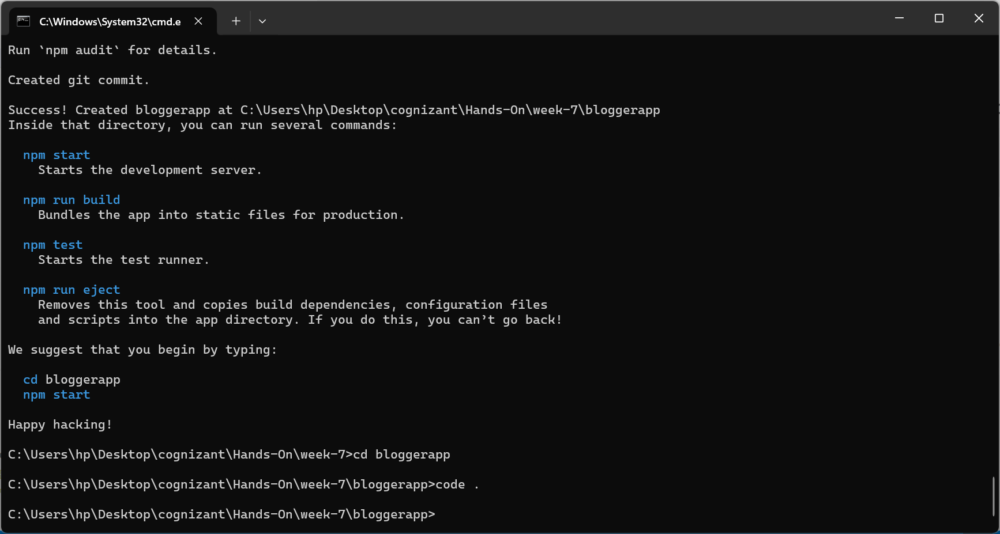 C:\Windows\System32\cmd.e
Run `npm audit` for details.
Created git commit.
Success! Created bloggerapp at C:\Users\hp\Desktop\cognizant\Hands-On\week-7\bloggerapp
Inside that directory, you can run several commands:
npm start
Starts the development server.
npm run build
Bundles the app into static files for production.
npm test
Starts the test runner.
npm run eject
Removes this tool and copies build dependencies, configuration files
and scripts into the app directory. If you do this, you can’t go back!
We suggest that you begin by typing:
cd bloggerapp
npm start
Happy hacking!
C:\Users\hp\Desktop\cognizant\Hands-On\week-7>cd bloggerapp
C:\Users\hp\Desktop\cognizant\Hands-On\week-7\bloggerapp>code .
C:\Users\hp\Desktop\cognizant\Hands-On\week-7\bloggerapp>